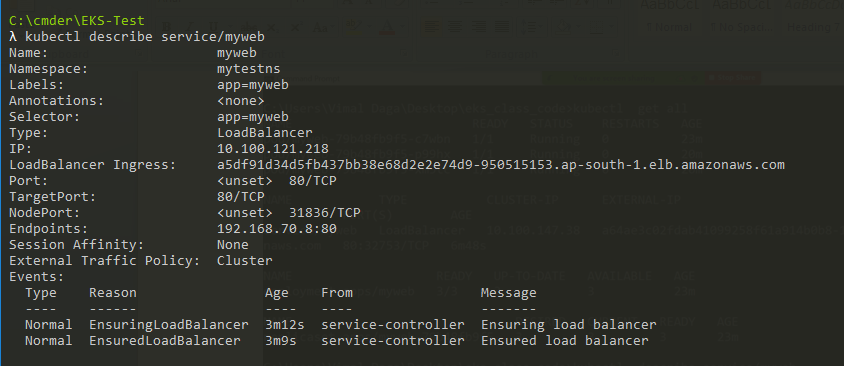 C:\cmder\EKS-Test
λ kubectl describe service/myweb
Name:                     myweb
Namespace:                mytestns
Labels:                   app=myweb
Annotations:              <none>
Selector:                 app=myweb
Type:                     LoadBalancer
IP:                       10.100.121.218
LoadBalancer Ingress:     a5df91d34d5fb437bb38e68d2e2e74d9-950515153.ap-south-1.elb.amazonaws.com
Port:                     <unset>  80/TCP
TargetPort:               80/TCP
NodePort:                 <unset>  31836/TCP
Endpoints:                192.168.70.8:80
Session Affinity:         None
External Traffic Policy:  Cluster
Events:
  Type    Reason                Age    From                Message
  ----    ------                ----   ----                -------
  Normal  EnsuringLoadBalancer  3m12s  service-controller  Ensuring load balancer
  Normal  EnsuredLoadBalancer   3m9s   service-controller  Ensured load balancer